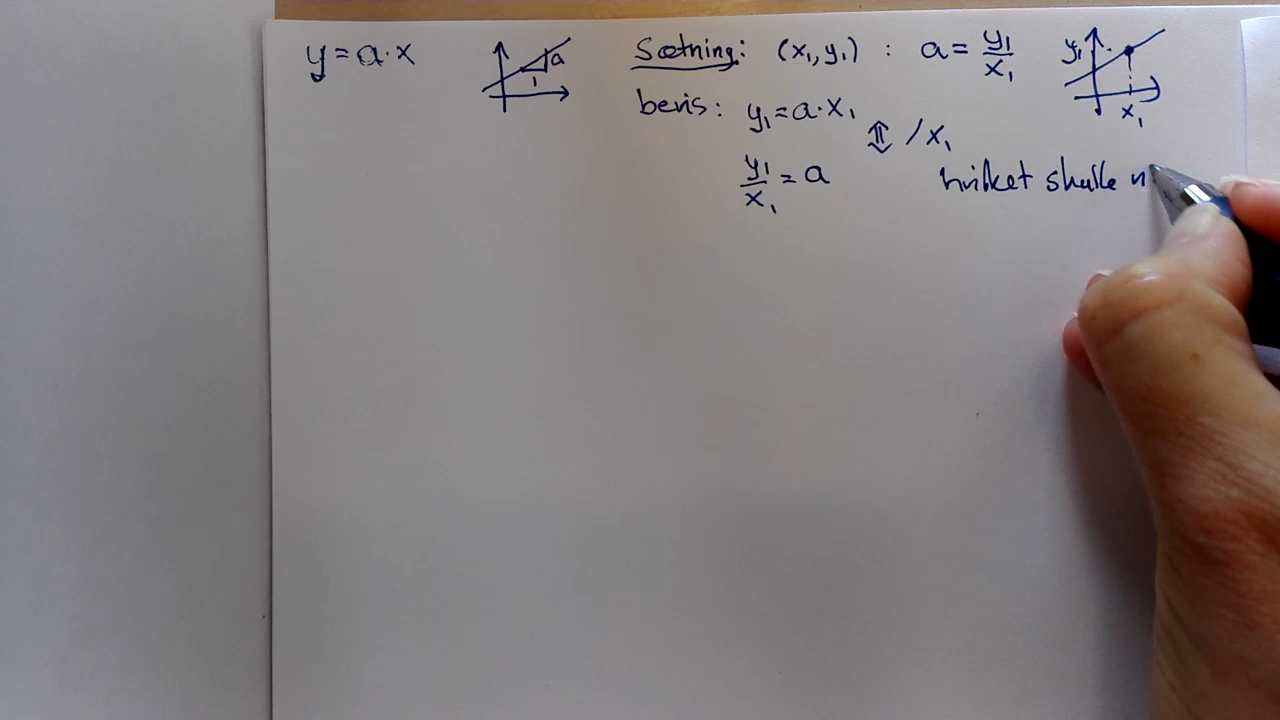 y = a · x
a
1
Sætning: (x₁, y₁) : a = y₁/x₁
y₁
x₁
bevis: y₁ = a · x₁
⇕ /x₁
y₁/x₁ = a
hvilket skulle